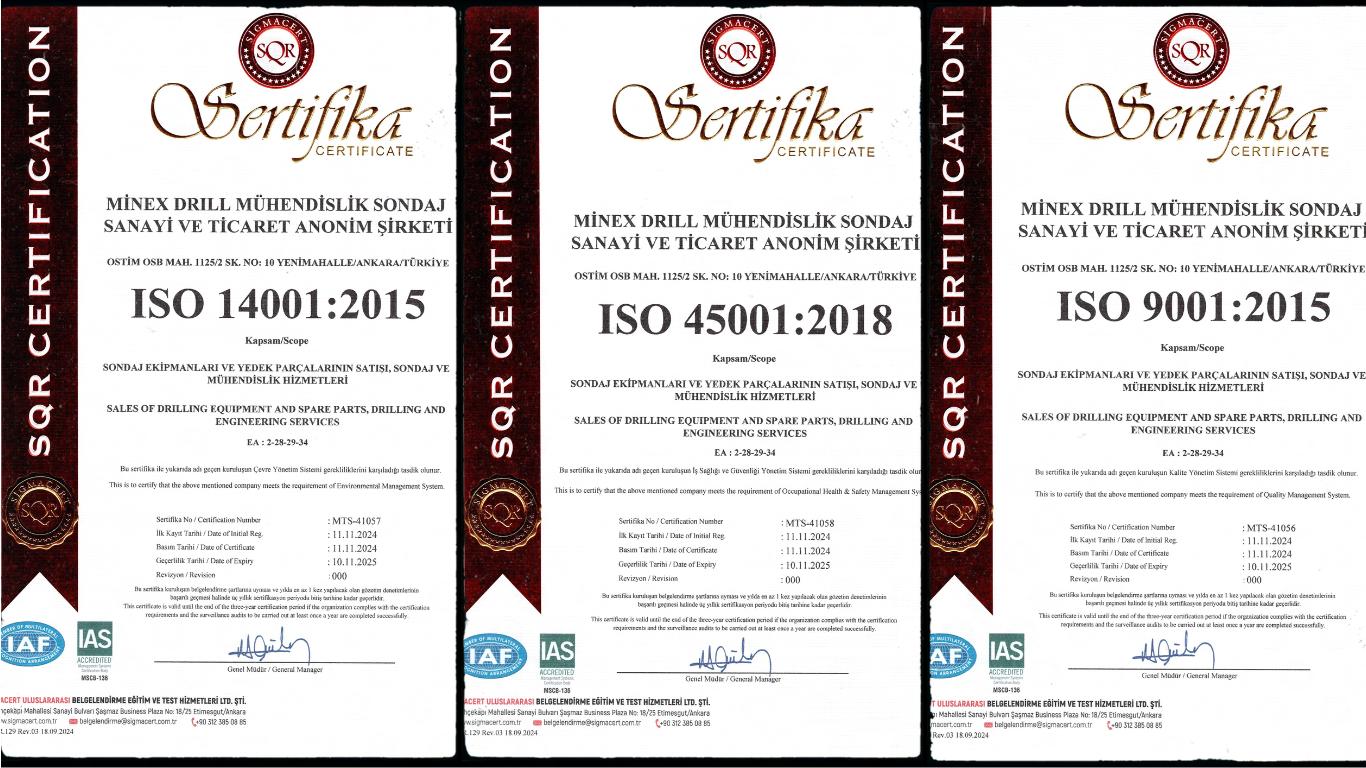 SQR CERTIFICATION
SIGMACERT
SQR
Sertifika
CERTIFICATE
MİNEX DRILL MÜHENDİSLİK SONDAJ
SANAYİ VE TİCARET ANONİM ŞİRKETİ
OSTİM OSB MAH. 1125/2 SK. NO: 10 YENİMAHALLE/ANKARA/TÜRKİYE
ISO 14001:2015
Kapsam/Scope
SONDAJ EKİPMANLARI VE YEDEK PARÇALARININ SATIŞI, SONDAJ VE
MÜHENDİSLİK HİZMETLERİ
SALES OF DRILLING EQUIPMENT AND SPARE PARTS, DRILLING AND
ENGINEERING SERVICES
EA : 2-28-29-34
Bu sertifika ile yukarıda adı geçen kuruluşun Çevre Yönetim Sistemi gerekliliklerini karşıladığı tasdik olunur.
This is to certify that the above mentioned company meets the requirement of Environmental Management System.
Sertifika No / Certification Number : MTS-41057
İlk Kayıt Tarihi / Date of Initial Reg. : 11.11.2024
Basım Tarihi / Date of Certificate : 11.11.2024
Geçerlilik Tarihi / Date of Expiry : 10.11.2025
Revizyon / Revision : 000
Bu sertifika kuruluşun belgelendirme şartlarına uyması ve yılda en az 1 kez yapılacak olan gözetim denetimlerinin
başarılı geçmesi halinde üç yıllık sertifikasyon periyodu bitiş tarihine kadar geçerlidir.
This certificate is valid until the end of the three-year certification period if the organization complies with the certification
requirements and the surveillance audits to be carried out at least once a year are completed successfully.
SIGMACERT
SQR
MULTILATERAL
IAF
IAS
ACCREDITED
Management Systems
Certification Body
MSCB-136
Genel Müdür / General Manager
ULUSLARARASI BELGELENDİRME EĞİTİM VE TEST HİZMETLERİ LTD. ŞTİ.
Mahallesi Sanayi Bulvarı Şaşmaz Business Plaza No: 18/25 Etimesgut/Ankara
sigmacert.com.tr belgelendirme@sigmacert.com.tr +90 312 385 08 85
Rev.03 18.09.2024
SQR CERTIFICATION
SIGMACERT
SQR
Sertifika
CERTIFICATE
MİNEX DRILL MÜHENDİSLİK SONDAJ
SANAYİ VE TİCARET ANONİM ŞİRKETİ
OSTİM OSB MAH. 1125/2 SK. NO: 10 YENİMAHALLE/ANKARA/TÜRKİYE
ISO 45001:2018
Kapsam/Scope
SONDAJ EKİPMANLARI VE YEDEK PARÇALARININ SATIŞI, SONDAJ VE
MÜHENDİSLİK HİZMETLERİ
SALES OF DRILLING EQUIPMENT AND SPARE PARTS, DRILLING AND
ENGINEERING SERVICES
EA : 2-28-29-34
Bu sertifika ile yukarıda adı geçen kuruluşun İş Sağlığı ve Güvenliği Yönetim Sistemi gerekliliklerini karşıladığı tasdik
This is to certify that the above mentioned company meets the requirement of Occupational Health & Safety Management
Sertifika No / Certification Number : MTS-41058
İlk Kayıt Tarihi / Date of Initial Reg. : 11.11.2024
Basım Tarihi / Date of Certificate : 11.11.2024
Geçerlilik Tarihi / Date of Expiry : 10.11.2025
Revizyon / Revision : 000
Bu sertifika kuruluşun belgelendirme şartlarına uyması ve yılda en az 1 kez yapılacak olan gözetim denetimlerinin
başarılı geçmesi halinde üç yıllık sertifikasyon periyodu bitiş tarihine kadar geçerlidir.
This certificate is valid until the end of the three-year certification period if the organization complies with the certification
requirements and the surveillance audits to be carried out at least once a year are completed successfully.
SIGMACERT
SQR
MULTILATERAL
IAF
IAS
ACCREDITED
Management Systems
Certification Body
MSCB-136
Genel Müdür / General Manager
ULUSLARARASI BELGELENDİRME EĞİTİM VE TEST HİZMETLERİ LTD. ŞTİ.
Mahallesi Sanayi Bulvarı Şaşmaz Business Plaza No: 18/25 Etimesgut/Ankara
sigmacert.com.tr belgelendirme@sigmacert.com.tr +90 312 385 08 85
Rev.03 18.09.2024
SQR CERTIFICATION
SIGMACERT
SQR
Sertifika
CERTIFICATE
MİNEX DRILL MÜHENDİSLİK SONDAJ
SANAYİ VE TİCARET ANONİM ŞİRKETİ
OSTİM OSB MAH. 1125/2 SK. NO: 10 YENİMAHALLE/ANKARA/TÜRKİYE
ISO 9001:2015
Kapsam/Scope
SONDAJ EKİPMANLARI VE YEDEK PARÇALARININ SATIŞI, SONDAJ VE
MÜHENDİSLİK HİZMETLERİ
SALES OF DRILLING EQUIPMENT AND SPARE PARTS, DRILLING AND
ENGINEERING SERVICES
EA : 2-28-29-34
Bu sertifika ile yukarıda adı geçen kuruluşun Kalite Yönetim Sistemi gerekliliklerini karşıladığı tasdik olunur.
This is to certify that the above mentioned company meets the requirement of Quality Management System.
Sertifika No / Certification Number : MTS-41056
İlk Kayıt Tarihi / Date of Initial Reg. : 11.11.2024
Basım Tarihi / Date of Certificate : 11.11.2024
Geçerlilik Tarihi / Date of Expiry : 10.11.2025
Revizyon / Revision : 000
Bu sertifika kuruluşun belgelendirme şartlarına uyması ve yılda en az 1 kez yapılacak olan gözetim denetimlerinin
başarılı geçmesi halinde üç yıllık sertifikasyon periyodu bitiş tarihine kadar geçerlidir.
This certificate is valid until the end of the three-year certification period if the organization complies with the certification
requirements and the surveillance audits to be carried out at least once a year are completed successfully.
SIGMACERT
SQR
IAF
IAS
ACCREDITED
Management Systems
Certification Body
MSCB-136
Genel Müdür / General Manager
ULUSLARARASI BELGELENDİRME EĞİTİM VE TEST HİZMETLERİ LTD. ŞTİ.
Mahallesi Sanayi Bulvarı Şaşmaz Business Plaza No: 18/25 Etimesgut/Ankara
belgelendirme@sigmacert.com.tr +90 312 385 08 85
Rev.03 18.09.2024